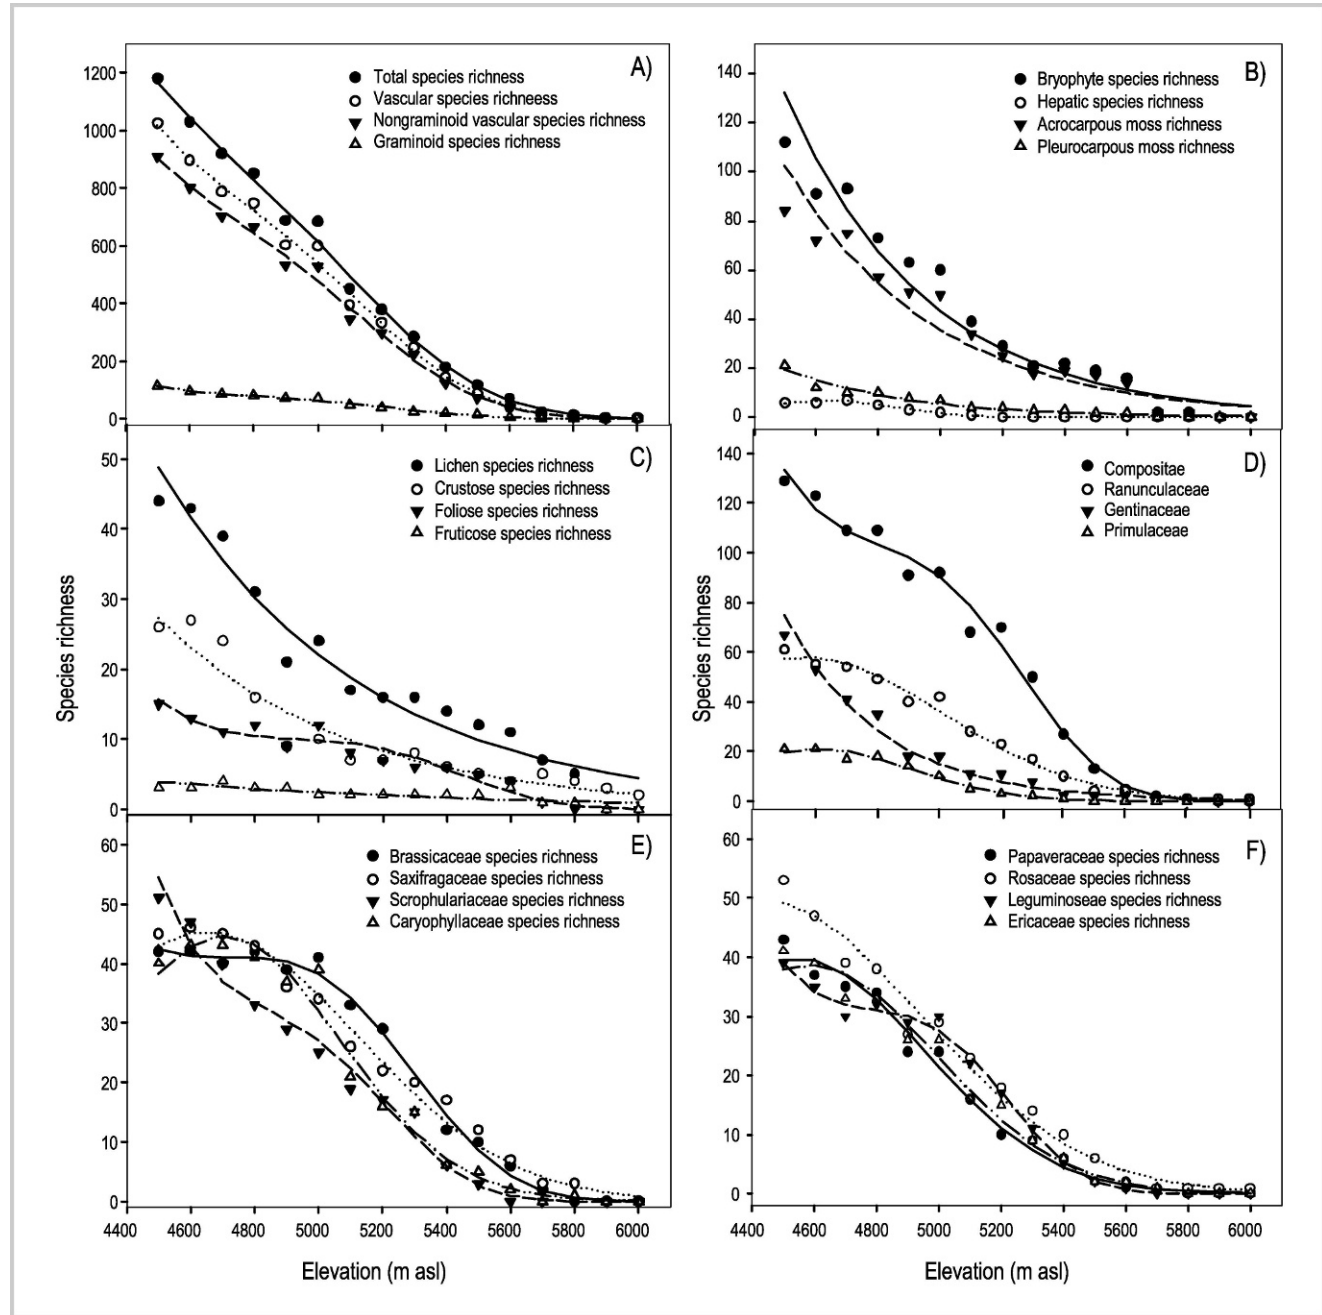 A)
1200
1000
800
600
400
200
0
Total species richness
Vascular species richneess
Nongraminoid vascular species richness
Graminoid species richness
B)
140
120
100
80
60
40
20
0
Bryophyte species richness
Hepatic species richness
Acrocarpous moss richness
Pleurocarpous moss richness
C)
50
40
30
20
10
0
Lichen species richness
Crustose species richness
Foliose species richness
Fruticose species richness
Species richness
D)
140
120
100
80
60
40
20
0
Compositae
Ranunculaceae
Gentinaceae
Primulaceae
Species richness
E)
60
50
40
30
20
10
0
Brassicaceae species richness
Saxifragaceae species richness
Scrophulariaceae species richness
Caryophyllaceae species richness
4400 4600 4800 5000 5200 5400 5600 5800 6000
Elevation (m asl)
F)
60
50
40
30
20
10
0
Papaveraceae species richness
Rosaceae species richness
Leguminoseae species richness
Ericaceae species richness
4400 4600 4800 5000 5200 5400 5600 5800 6000
Elevation (m asl)